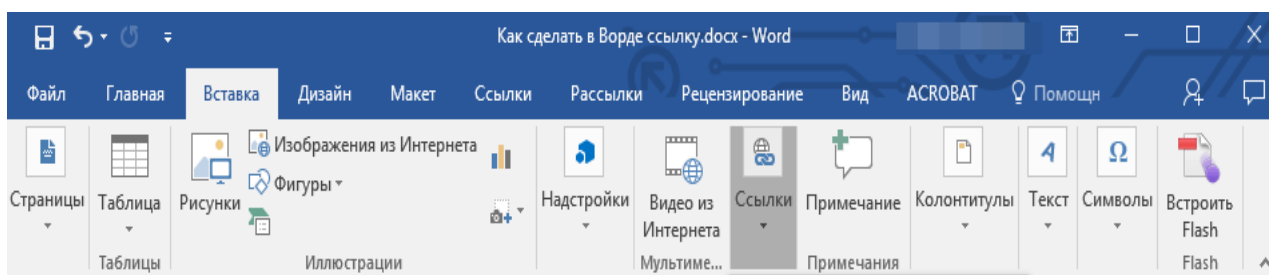 Как сделать в Ворде ссылку.docx - Word
Файл Главная Вставка Дизайн Макет Ссылки Рассылки Рецензирование Вид ACROBAT Помощн
Изображения из Интернета
Фигуры
Страницы Таблица Рисунки Надстройки Видео из Интернета Ссылки Примечание Колонтитулы Текст Символы Встроить Flash
Таблицы Иллюстрации Мультиме... Примечания Flash